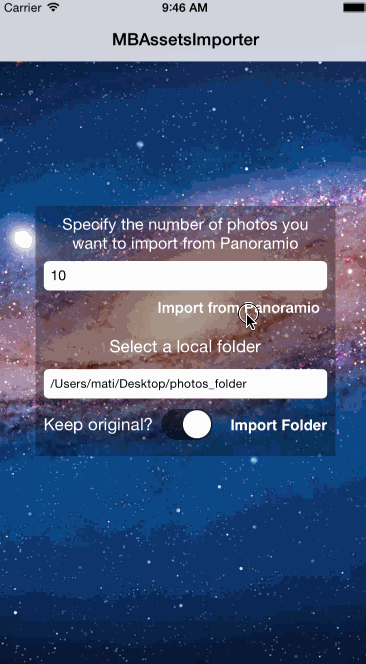 Carrier 9:46 AM
MBAssetsImporter
Specify the number of photos you
want to import from Panoramio
10
Import from Panoramio
Select a local folder
/Users/mati/Desktop/photos_folder
Keep original? Import Folder